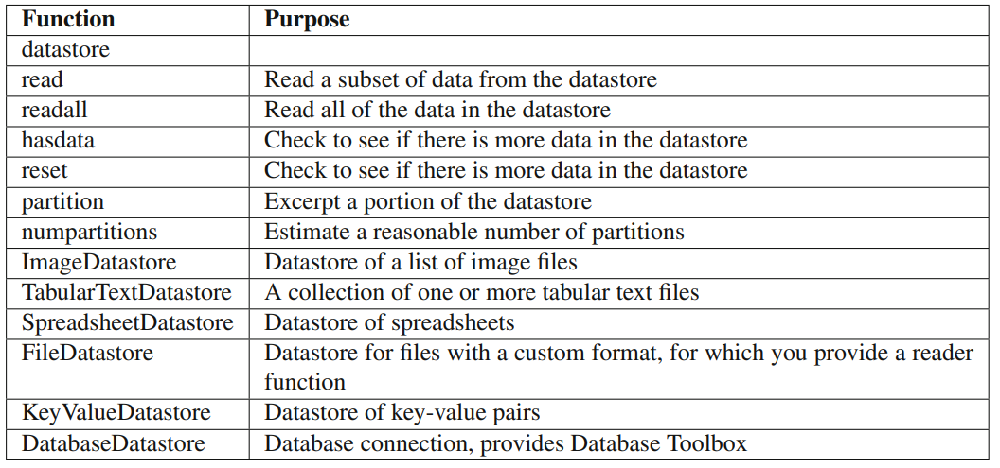 Function Purpose
datastore
read Read a subset of data from the datastore
readall Read all of the data in the datastore
hasdata Check to see if there is more data in the datastore
reset Check to see if there is more data in the datastore
partition Excerpt a portion of the datastore
numpartitions Estimate a reasonable number of partitions
ImageDatastore Datastore of a list of image files
TabularTextDatastore A collection of one or more tabular text files
SpreadsheetDatastore Datastore of spreadsheets
FileDatastore Datastore for files with a custom format, for which you provide a reader
function
KeyValueDatastore Datastore of key-value pairs
DatabaseDatastore Database connection, provides Database Toolbox